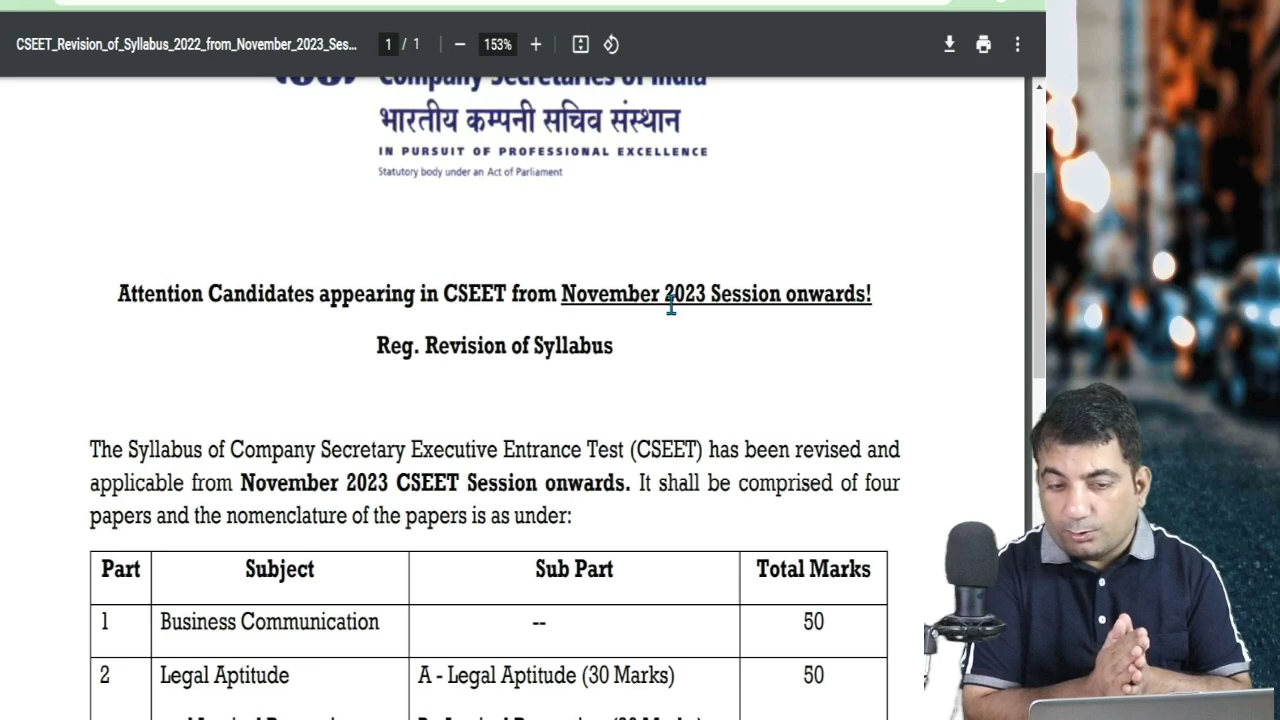 CSEET_Revision_of_Syllabus_2022_from_November_2023_Ses...
1 / 1
153%
Company Secretaries of India
भारतीय कम्पनी सचिव संस्थान
IN PURSUIT OF PROFESSIONAL EXCELLENCE
Statutory body under an Act of Parliament
Attention Candidates appearing in CSEET from November 2023 Session onwards!
Reg. Revision of Syllabus
The Syllabus of Company Secretary Executive Entrance Test (CSEET) has been revised and
applicable from November 2023 CSEET Session onwards. It shall be comprised of four
papers and the nomenclature of the papers is as under:
Part Subject Sub Part Total Marks
1 Business Communication -- 50
2 Legal Aptitude A - Legal Aptitude (30 Marks) 50